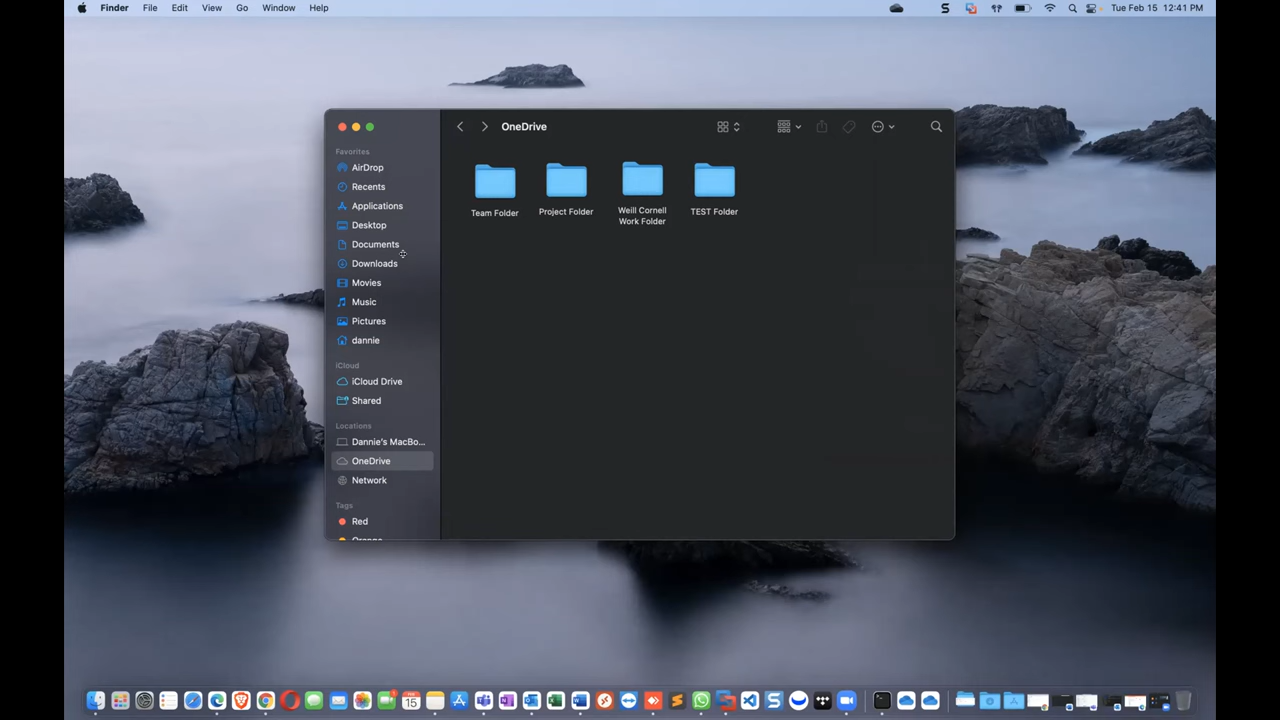 Finder File Edit View Go Window Help
Tue Feb 15 12:41 PM
OneDrive
Favorites
AirDrop
Recents
Applications
Desktop
Documents
Downloads
Movies
Music
Pictures
dannie
iCloud
iCloud Drive
Shared
Locations
Dannie's MacBo...
OneDrive
Network
Tags
Red
Orange
Team Folder
Project Folder
Weill Cornell
Work Folder
TEST Folder
15